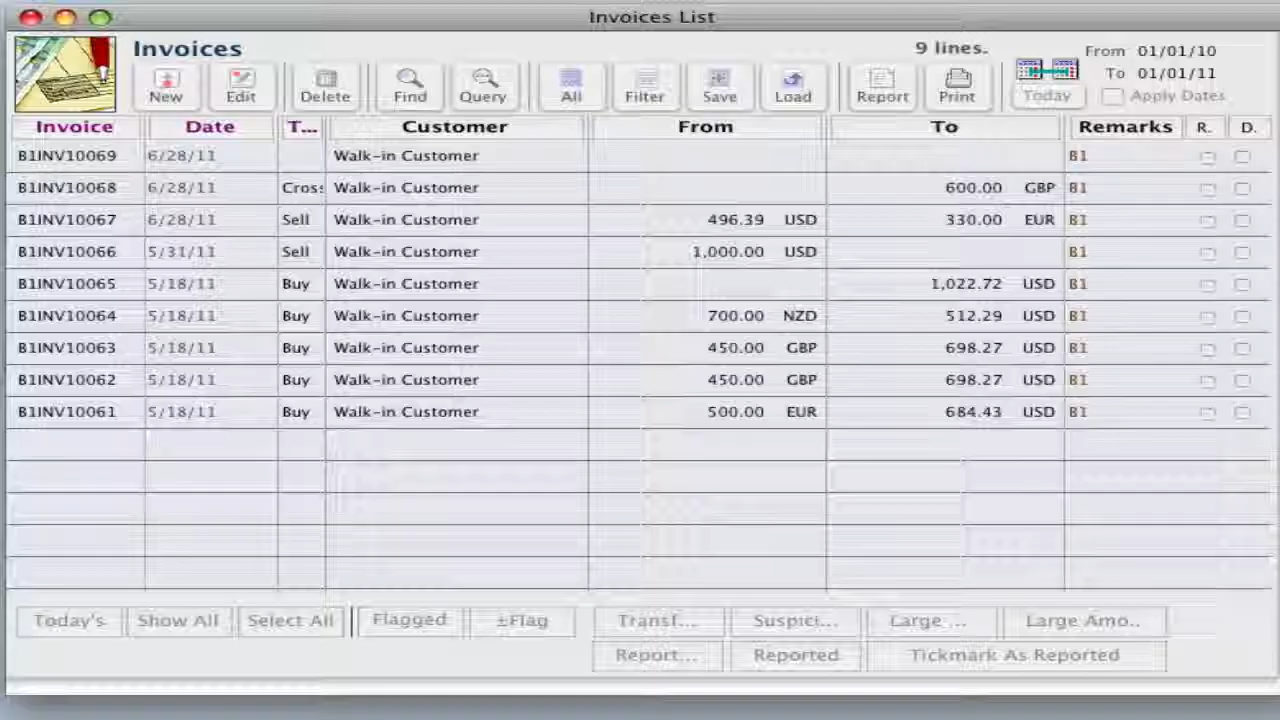 Invoices List
Invoices
9 lines.
From 01/01/10
To 01/01/11
New Edit Delete Find Query All Filter Save Load Report Print Today Apply Dates
Invoice Date T... Customer From To Remarks R. D.
B1INV10069 6/28/11 Walk-in Customer B1
B1INV10068 6/28/11 Cross Walk-in Customer 600.00 GBP B1
B1INV10067 6/28/11 Sell Walk-in Customer 496.39 USD 330.00 EUR B1
B1INV10066 5/31/11 Sell Walk-in Customer 1,000.00 USD B1
B1INV10065 5/18/11 Buy Walk-in Customer 1,022.72 USD B1
B1INV10064 5/18/11 Buy Walk-in Customer 700.00 NZD 512.29 USD B1
B1INV10063 5/18/11 Buy Walk-in Customer 450.00 GBP 698.27 USD B1
B1INV10062 5/18/11 Buy Walk-in Customer 450.00 GBP 698.27 USD B1
B1INV10061 5/18/11 Buy Walk-in Customer 500.00 EUR 684.43 USD B1
Today's Show All Select All Flagged ±Flag Transf... Suspici... Large ... Large Amo..
Report... Reported Tickmark As Reported